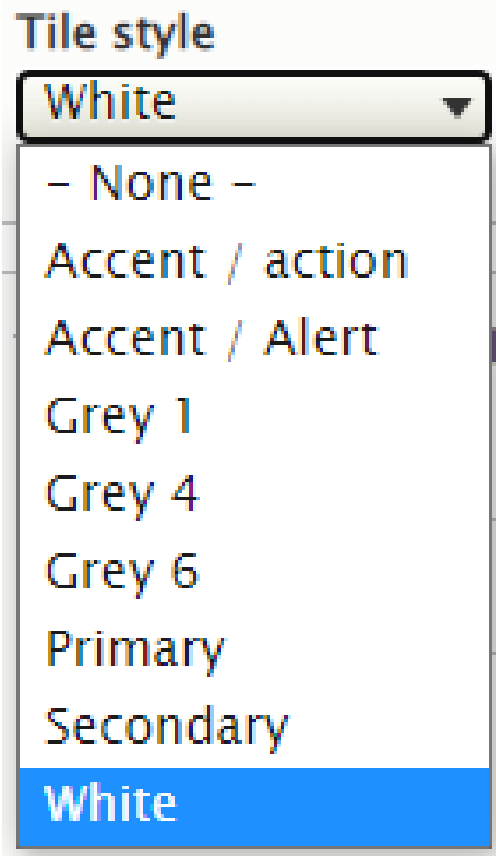 Tile style
White
– None –
Accent / action
Accent / Alert
Grey 1
Grey 4
Grey 6
Primary
Secondary
White